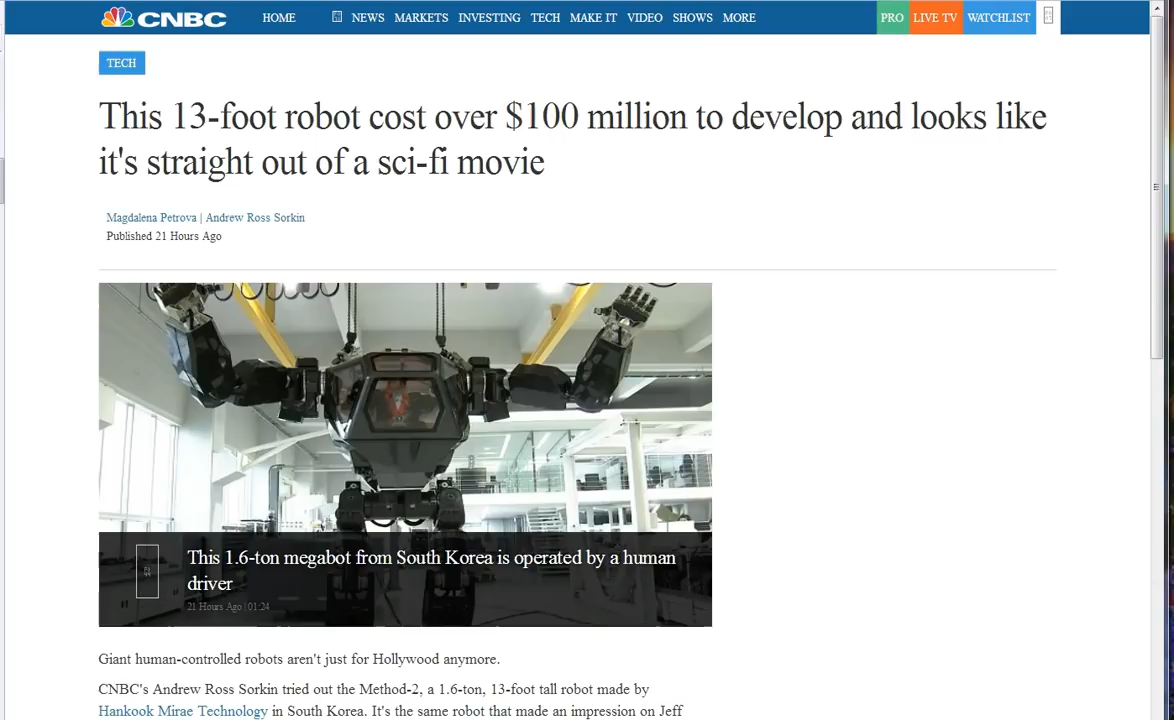 CNBC HOME NEWS MARKETS INVESTING TECH MAKE IT VIDEO SHOWS MORE PRO LIVE TV WATCHLIST
TECH
This 13-foot robot cost over $100 million to develop and looks like
it's straight out of a sci-fi movie
Magdalena Petrova | Andrew Ross Sorkin
Published 21 Hours Ago
This 1.6-ton megabot from South Korea is operated by a human
driver
21 Hours Ago | 01:24
Giant human-controlled robots aren't just for Hollywood anymore.
CNBC's Andrew Ross Sorkin tried out the Method-2, a 1.6-ton, 13-foot tall robot made by
Hankook Mirae Technology in South Korea. It's the same robot that made an impression on Jeff